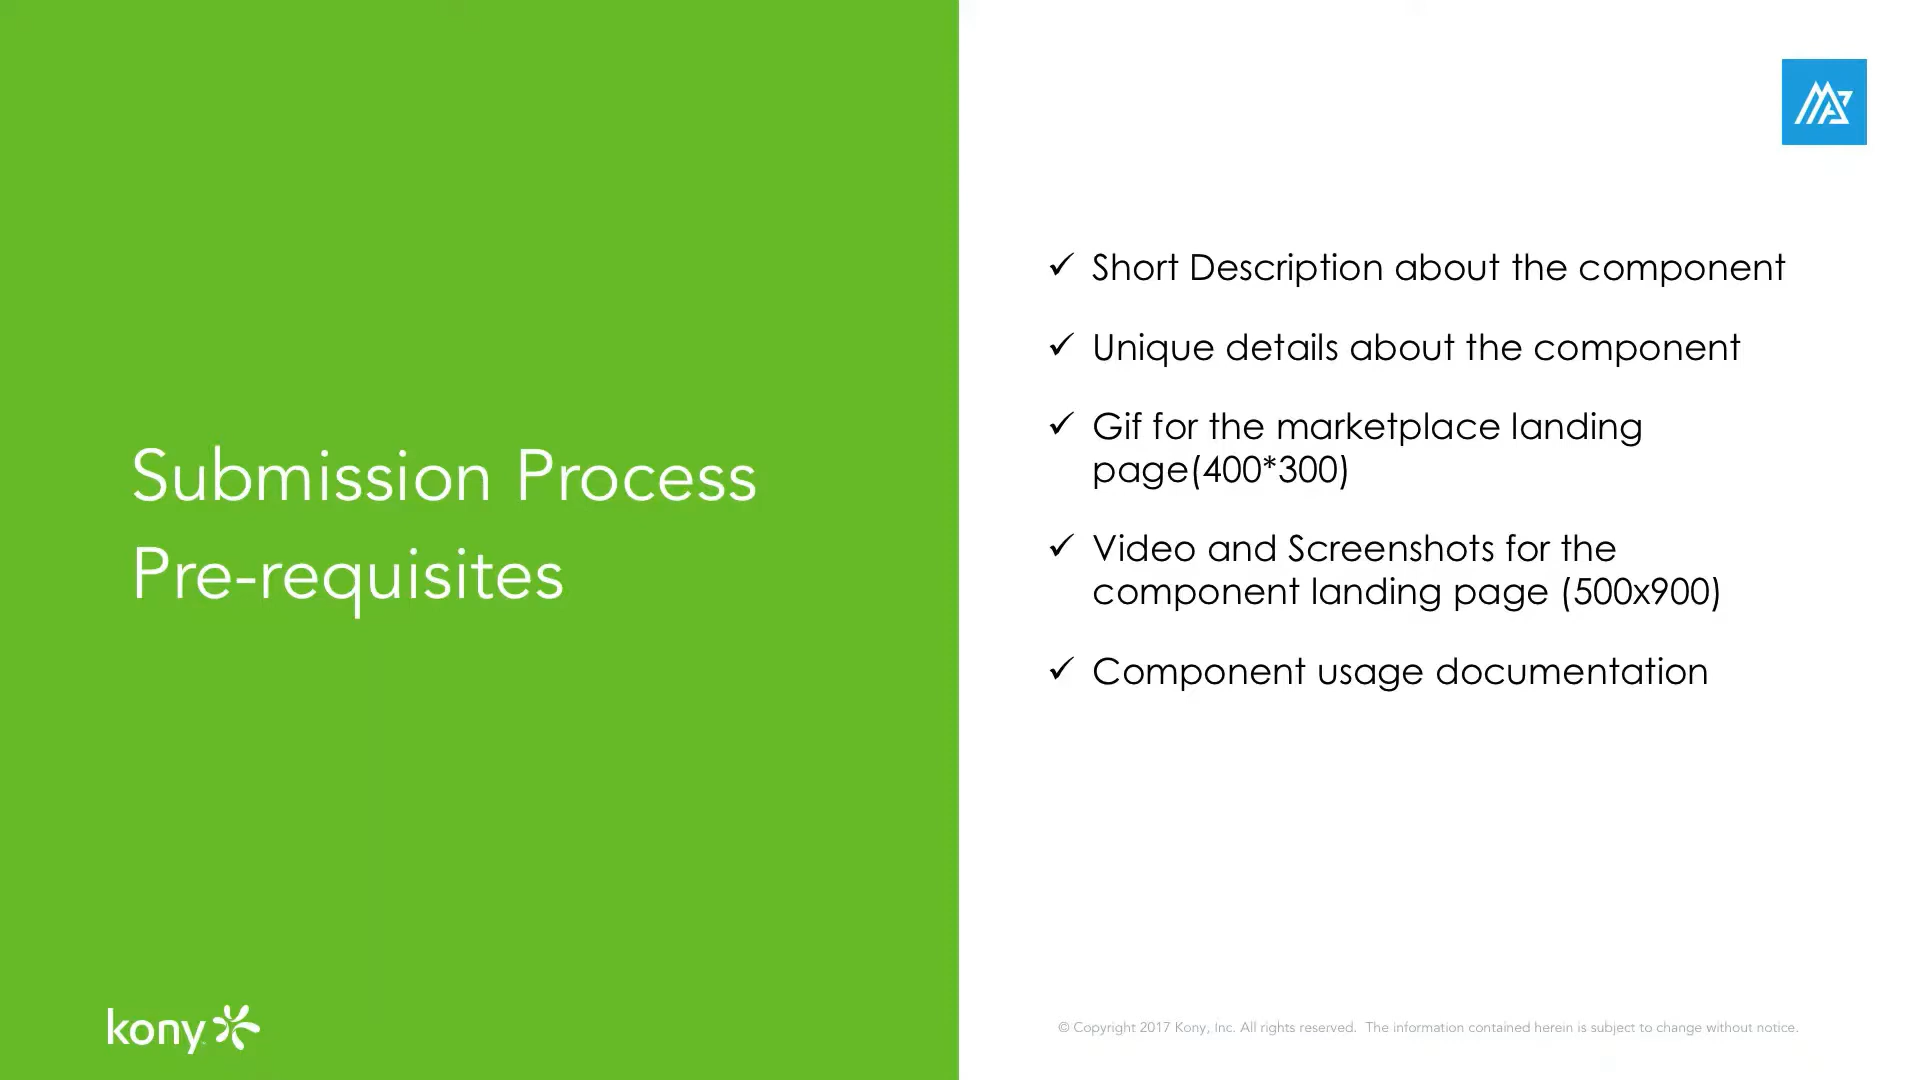 Submission Process
Pre-requisites
✓ Short Description about the component
✓ Unique details about the component
✓ Gif for the marketplace landing
page(400*300)
✓ Video and Screenshots for the
component landing page (500x900)
✓ Component usage documentation
kony
© Copyright 2017 Kony, Inc. All rights reserved. The information contained herein is subject to change without notice.